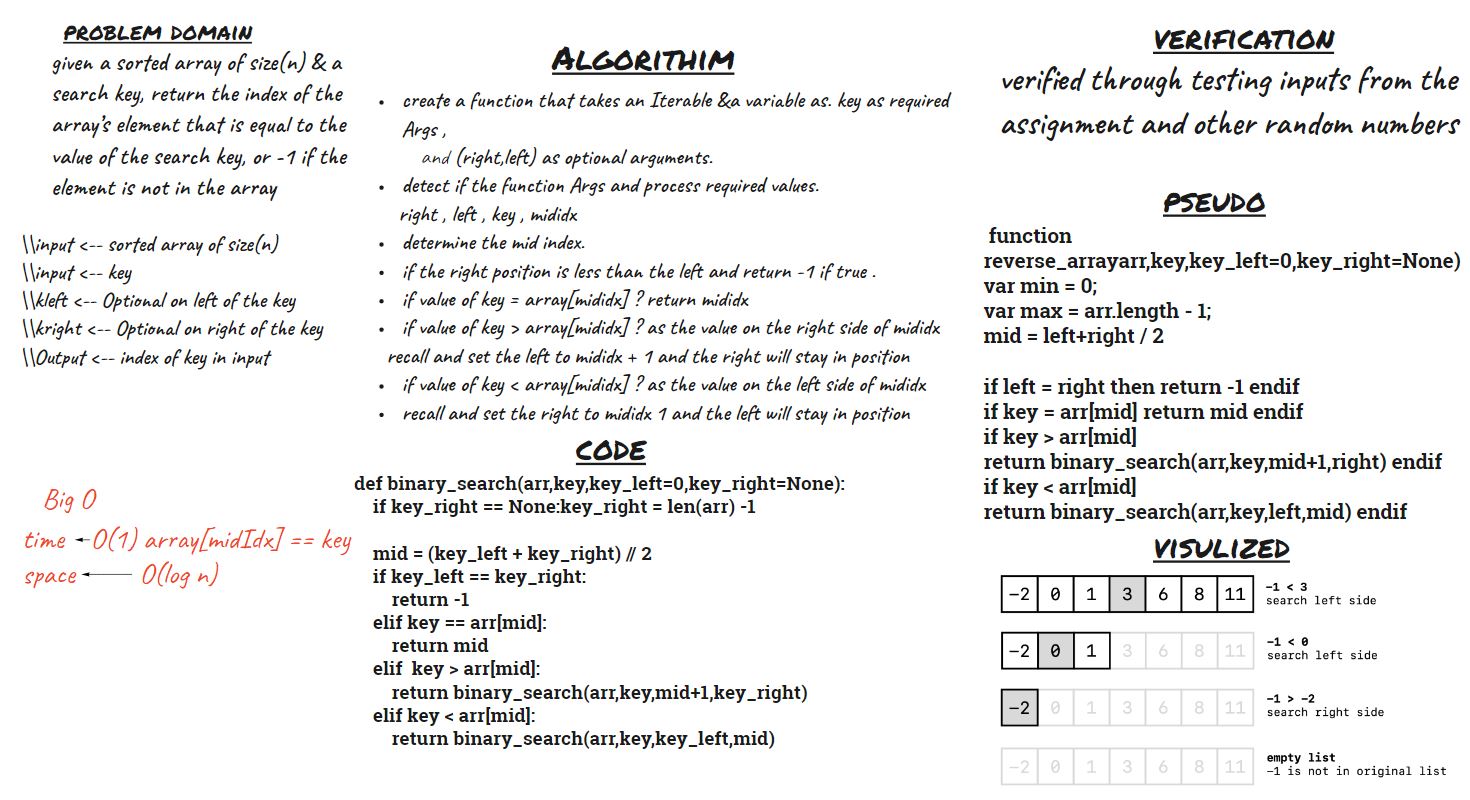 PROBLEM DOMAIN
given a sorted array of size(n) & a
search key, return the index of the
array's element that is equal to the
value of the search key, or -1 if the
element is not in the array
\\input <-- sorted array of size(n)
\\input <-- key
\\kleft <-- Optional on left of the key
\\kright <-- Optional on right of the key
\\Output <-- index of key in input
Big O
time ← O(1) array[midIdx] == key
space ← O(log n)
ALGORITHIM
• create a function that takes an Iterable &a variable as. key as required
Args ,
and (right,left) as optional arguments.
• detect if the function Args and process required values.
right , left , key , mididx
• determine the mid index.
• if the right position is less than the left and return -1 if true .
• if value of key = array[mididx] ? return mididx
• if value of key > array[mididx] ? as the value on the right side of mididx
recall and set the left to mididx + 1 and the right will stay in position
• if value of key < array[mididx] ? as the value on the left side of mididx
• recall and set the right to mididx 1 and the left will stay in position
CODE
def binary_search(arr,key,key_left=0,key_right=None):
if key_right == None:key_right = len(arr) -1
mid = (key_left + key_right) // 2
if key_left == key_right:
return -1
elif key == arr[mid]:
return mid
elif  key > arr[mid]:
return binary_search(arr,key,mid+1,key_right)
elif key < arr[mid]:
return binary_search(arr,key,key_left,mid)
VERIFICATION
verified through testing inputs from the
assignment and other random numbers
PSEUDO
function
reverse_arrayarr,key,key_left=0,key_right=None)
var min = 0;
var max = arr.length - 1;
mid = left+right / 2
if left = right then return -1 endif
if key = arr[mid] return mid endif
if key > arr[mid]
return binary_search(arr,key,mid+1,right) endif
if key < arr[mid]
return binary_search(arr,key,left,mid) endif
VISULIZED
−2 0 1 3 6 8 11
−1 < 3
search left side
−2 0 1 3 6 8 11
−1 < 0
search left side
−2 0 1 3 6 8 11
−1 > −2
search right side
−2 0 1 3 6 8 11
empty list
−1 is not in original list